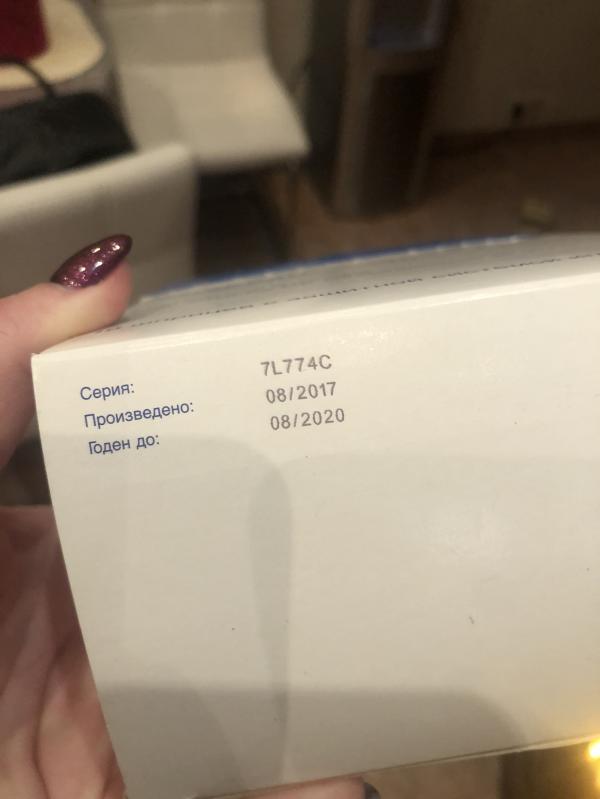 Серия: 7L774C
Произведено: 08/2017
Годен до: 08/2020